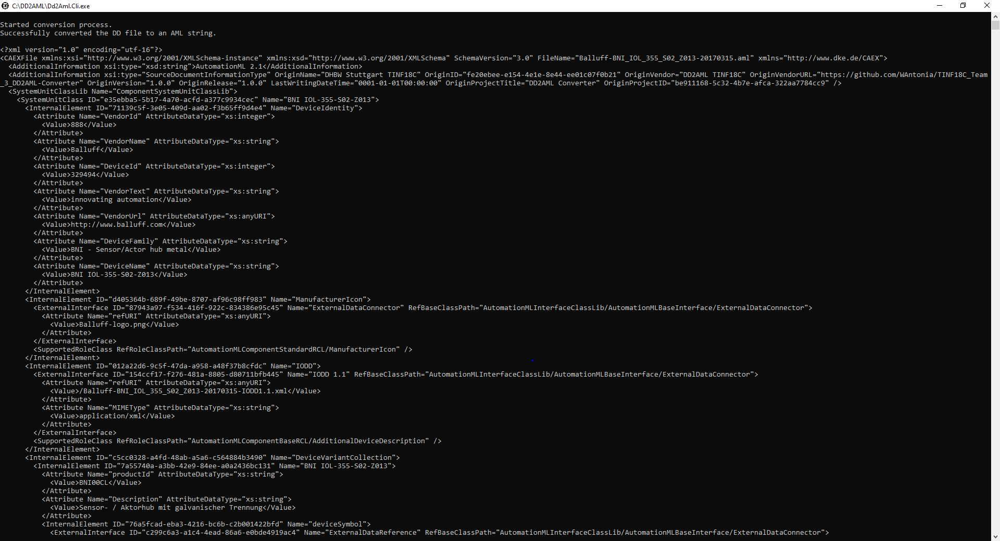 C:\DD2AML\Dd2Aml.Cli.exe
Started conversion process.
Successfully converted the DD file to an AML string.
<?xml version="1.0" encoding="utf-16"?>
<CAEXFile xmlns:xsi="http://www.w3.org/2001/XMLSchema-instance" xmlns:xsd="http://www.w3.org/2001/XMLSchema" SchemaVersion="3.0" FileName="Balluff-BNI_IOL_355_S02_Z013-20170315.aml" xmlns="http://www.dke.de/CAEX">
  <AdditionalInformation xsi:type="xsd:string">AutomationML 2.1</AdditionalInformation>
  <AdditionalInformation xsi:type="SourceDocumentInformationType" OriginName="DHBW Stuttgart TINF18C" OriginID="fe20ebee-e154-4e1e-8e44-ee01c07f0b21" OriginVendor="DD2AML TINF18C" OriginVendorURL="https://github.com/WAntonia/TINF18C_Team
_3_DD2AML-Converter" OriginVersion="1.0.0" OriginRelease="1.0.0" LastWritingDateTime="0001-01-01T00:00:00" OriginProjectTitle="DD2AML Converter" OriginProjectID="be911168-5c32-4b7e-afca-322aa7784cc9" />
  <SystemUnitClassLib Name="ComponentSystemUnitClassLib">
    <SystemUnitClass ID="e35ebba5-5b17-4a70-acfd-a377c9934cec" Name="BNI IOL-355-S02-Z013">
      <InternalElement ID="71139c5f-3e05-409d-aa02-f3b65ff9d4e4" Name="DeviceIdentity">
        <Attribute Name="VendorId" AttributeDataType="xs:integer">
          <Value>888</Value>
        </Attribute>
        <Attribute Name="VendorName" AttributeDataType="xs:string">
          <Value>Balluff</Value>
        </Attribute>
        <Attribute Name="DeviceId" AttributeDataType="xs:integer">
          <Value>329494</Value>
        </Attribute>
        <Attribute Name="VendorText" AttributeDataType="xs:string">
          <Value>innovating automation</Value>
        </Attribute>
        <Attribute Name="VendorUrl" AttributeDataType="xs:anyURI">
          <Value>http://www.balluff.com</Value>
        </Attribute>
        <Attribute Name="DeviceFamily" AttributeDataType="xs:string">
          <Value>BNI - Sensor/Actor hub metal</Value>
        </Attribute>
        <Attribute Name="DeviceName" AttributeDataType="xs:string">
          <Value>BNI IOL-355-S02-Z013</Value>
        </Attribute>
      </InternalElement>
      <InternalElement ID="d405364b-689f-49be-8707-af96c98ff983" Name="ManufacturerIcon">
        <ExternalInterface ID="87943a97-f534-416f-922c-834386e95c45" Name="ExternalDataConnector" RefBaseClassPath="AutomationMLInterfaceClassLib/AutomationMLBaseInterface/ExternalDataConnector">
          <Attribute Name="refURI" AttributeDataType="xs:anyURI">
            <Value>Balluff-logo.png</Value>
          </Attribute>
        </ExternalInterface>
        <SupportedRoleClass RefRoleClassPath="AutomationMLComponentStandardRCL/ManufacturerIcon" />
      </InternalElement>
      <InternalElement ID="012a22d6-9c5f-47da-a958-a48f37b8cfdc" Name="IODD">
        <ExternalInterface ID="154ccf17-f276-481a-8805-d80711bfb445" Name="IODD 1.1" RefBaseClassPath="AutomationMLInterfaceClassLib/AutomationMLBaseInterface/ExternalDataConnector">
          <Attribute Name="refURI" AttributeDataType="xs:anyURI">
            <Value>/Balluff-BNI_IOL_355_S02_Z013-20170315-IODD1.1.xml</Value>
          </Attribute>
          <Attribute Name="MIMEType" AttributeDataType="xs:string">
            <Value>application/xml</Value>
          </Attribute>
        </ExternalInterface>
        <SupportedRoleClass RefRoleClassPath="AutomationMLComponentBaseRCL/AdditionalDeviceDescription" />
      </InternalElement>
      <InternalElement ID="c5cc0328-a4fd-48ab-a5a6-c564884b3490" Name="DeviceVariantCollection">
        <InternalElement ID="7a55740a-a3bb-42e9-84ee-a0a2436bc131" Name="BNI IOL-355-S02-Z013">
          <Attribute Name="productId" AttributeDataType="xs:string">
            <Value>BNI00CL</Value>
          </Attribute>
          <Attribute Name="Description" AttributeDataType="xs:string">
            <Value>Sensor- / Aktorhub mit galvanischer Trennung</Value>
          </Attribute>
          <InternalElement ID="76a5fcad-eba3-4216-bc6b-c2b001422bfd" Name="deviceSymbol">
            <ExternalInterface ID="c299c6a3-a1c4-4ead-86a6-e0bde4919ac4" Name="ExternalDataReference" RefBaseClassPath="AutomationMLInterfaceClassLib/AutomationMLBaseInterface/ExternalDataConnector">